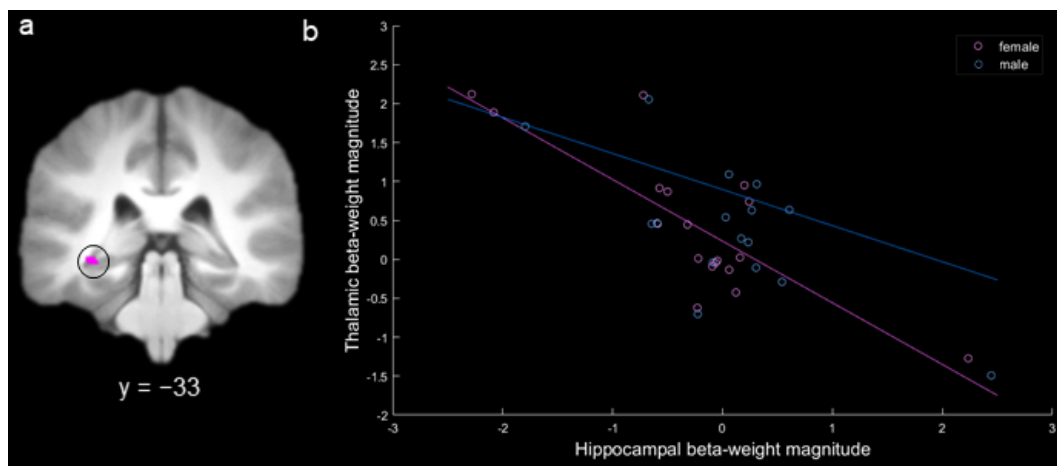 a
y = −33
b
female
male
3
2.5
2
1.5
1
0.5
0
-0.5
-1
-1.5
-2
Thalamic beta-weight magnitude
-3
-2
-1
0
1
2
3
Hippocampal beta-weight magnitude